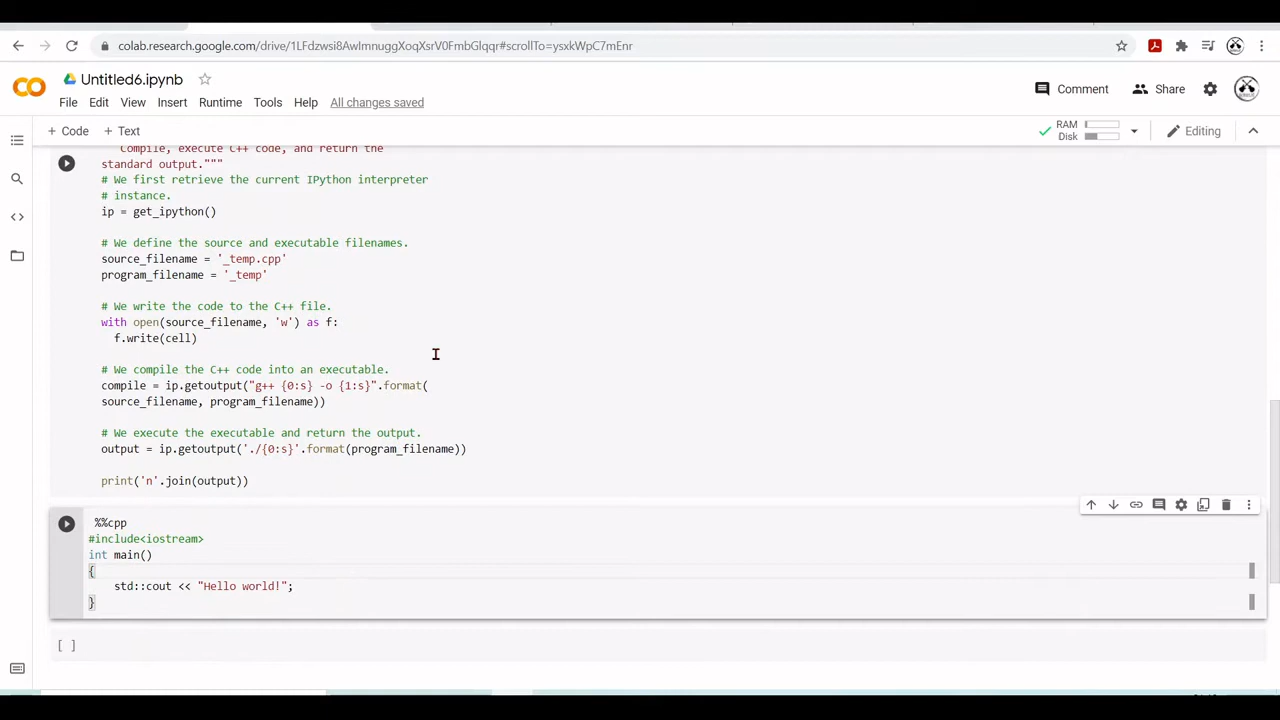 colab.research.google.com/drive/1LFdzwsi8AwImnuggXoqXsrV0FmbGlqqr#scrollTo=ysxkWpC7mEnr
CO Untitled6.ipynb
File Edit View Insert Runtime Tools Help All changes saved
Comment Share
+ Code + Text
RAM
Disk
Editing
Compile, execute C++ code, and return the
standard output."""
# We first retrieve the current IPython interpreter
# instance.
ip = get_ipython()
# We define the source and executable filenames.
source_filename = '_temp.cpp'
program_filename = '_temp'
# We write the code to the C++ file.
with open(source_filename, 'w') as f:
f.write(cell)
# We compile the C++ code into an executable.
compile = ip.getoutput("g++ {0:s} -o {1:s}".format(
source_filename, program_filename))
# We execute the executable and return the output.
output = ip.getoutput('./{0:s}'.format(program_filename))
print('n'.join(output))
%%cpp
#include<iostream>
int main()
{
std::cout << "Hello world!";
}
[ ]